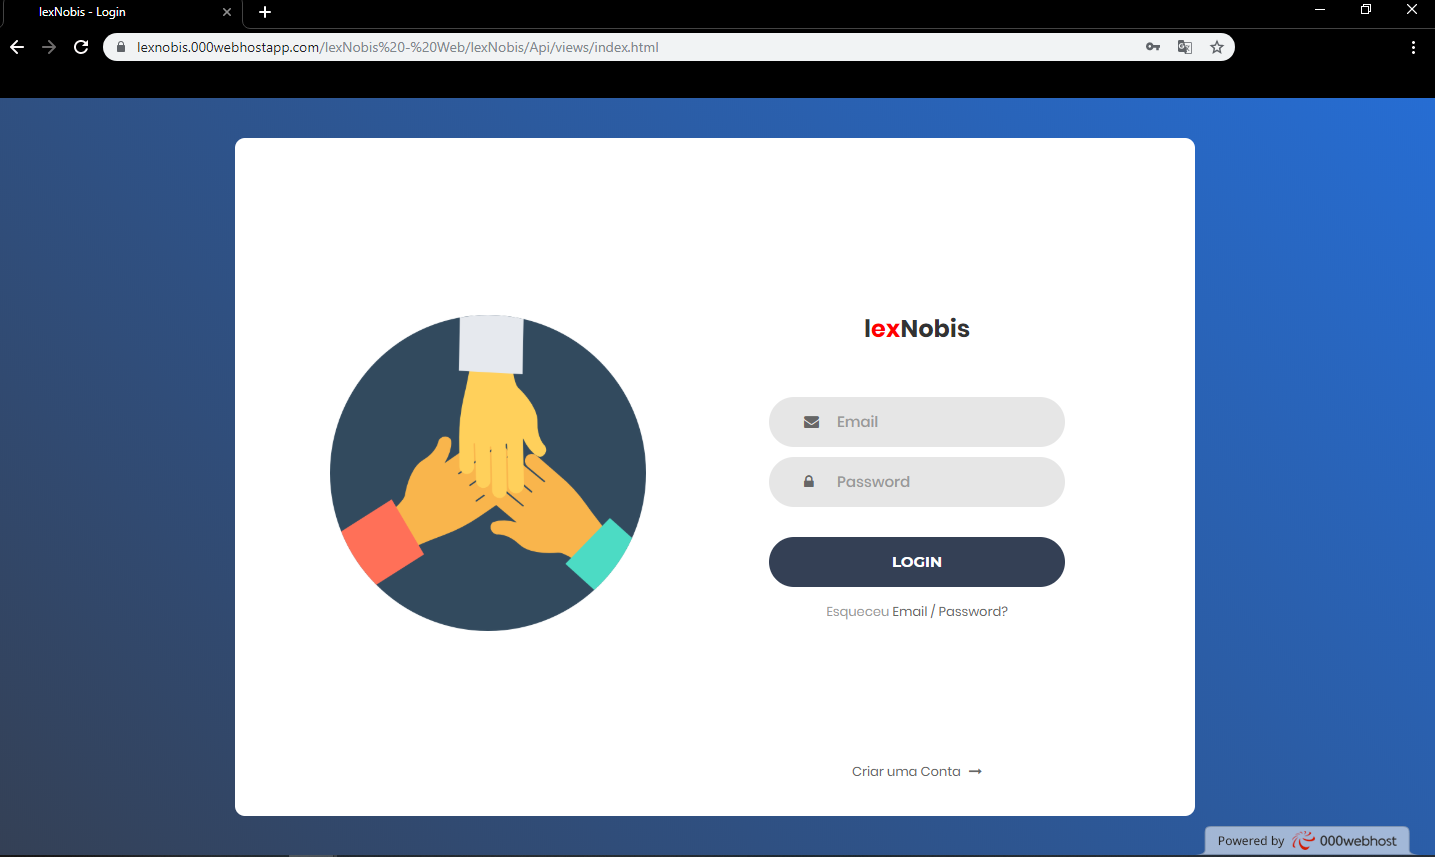 lexNobis - Login
lexnobis.000webhostapp.com/lexNobis%20-%20Web/lexNobis/Api/views/index.html
lexNobis
Email
Password
LOGIN
Esqueceu Email / Password?
Criar uma Conta
Powered by 000webhost